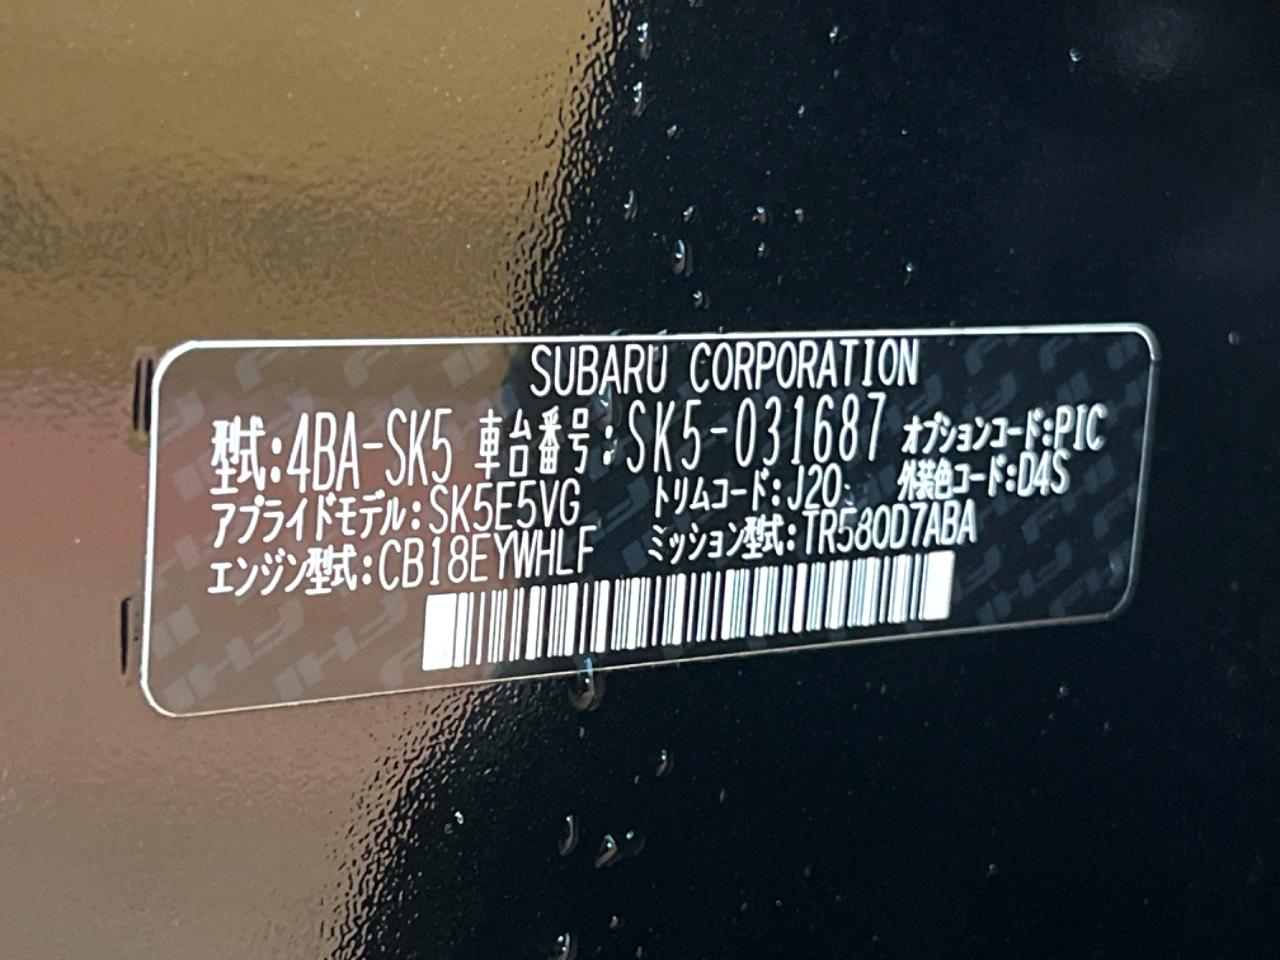 SUBARU CORPORATION
型式:4BA-SK5 車台番号:SK5-031687 オプションコード:PIC
アプライドモデル:SK5E5VG トリムコード:J20 外装色コード:D4S
エンジン型式:CB18EYWHLF ミッション型式:TR580D7ABA